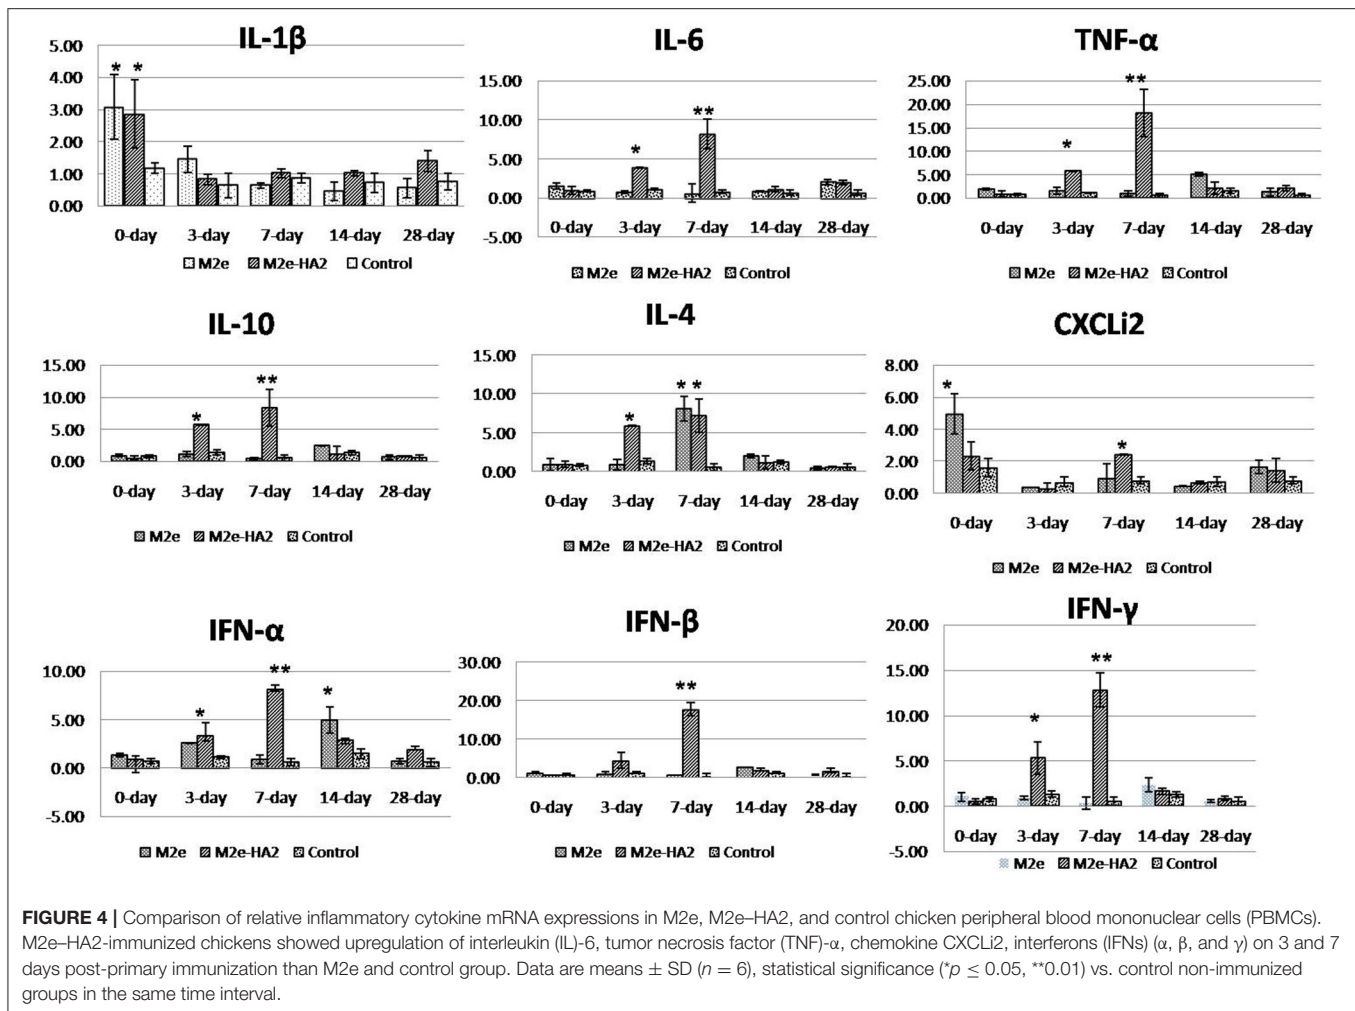 IL-1β
5.00
4.00
3.00
2.00
1.00
0.00
* *
0-day 3-day 7-day 14-day 28-day
M2e M2e-HA2 Control
IL-6
15.00
10.00
5.00
0.00
-5.00
* **
0-day 3-day 7-day 14-day 28-day
M2e M2e-HA2 Control
TNF-α
25.00
20.00
15.00
10.00
5.00
0.00
* **
0-day 3-day 7-day 14-day 28-day
M2e M2e-HA2 Control
IL-10
15.00
10.00
5.00
0.00
* **
0-day 3-day 7-day 14-day 28-day
M2e M2e-HA2 Control
IL-4
15.00
10.00
5.00
0.00
* * *
0-day 3-day 7-day 14-day 28-day
M2e M2e-HA2 Control
CXCLi2
8.00
6.00
4.00
2.00
0.00
* *
0-day 3-day 7-day 14-day 28-day
M2e M2e-HA2 Control
IFN-α
10.00
5.00
0.00
-5.00
* ** *
0-day 3-day 7-day 14-day 28-day
M2e M2e-HA2 Control
IFN-β
30.00
20.00
10.00
0.00
**
0-day 3-day 7-day 14-day 28-day
M2e M2e-HA2 Control
IFN-γ
20.00
15.00
10.00
5.00
0.00
-5.00
* **
0-day 3-day 7-day 14-day 28-day
M2e M2e-HA2 Control
FIGURE 4 | Comparison of relative inflammatory cytokine mRNA expressions in M2e, M2e–HA2, and control chicken peripheral blood mononuclear cells (PBMCs).
M2e–HA2-immunized chickens showed upregulation of interleukin (IL)-6, tumor necrosis factor (TNF)-α, chemokine CXCLi2, interferons (IFNs) (α, β, and γ) on 3 and 7
days post-primary immunization than M2e and control group. Data are means ± SD (n = 6), statistical significance (*p ≤ 0.05, **0.01) vs. control non-immunized
groups in the same time interval.